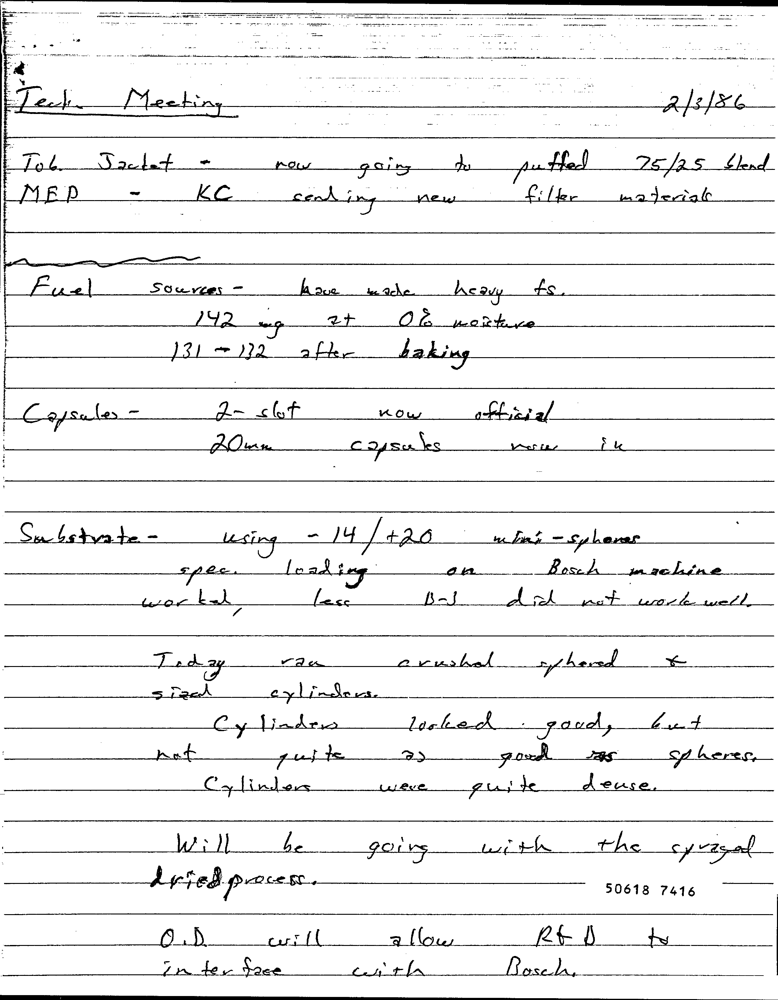 Tech Meeting 2/3/86
Tob. Jacket - now going to puffed 75/25 blend
MEP - KC sending new filter materials
Fuel sources - have made heavy fs.
142 mg at 0% moisture
131 - 132 after baking
Capsules - 2-slot now official
20mm capsules now in
Substrate - using -14/+20 mini-spheres
spec. loading on Bosch machine
worked, less did not work well.
Today ran crushed sphered &
sized cylinders.
Cylinders looked good, but
not quite as good as spheres.
Cylinders were quite dense.
Will be going with the
dried process.
50618 7416
O.D. will allow R&D to
interface with Bosch.